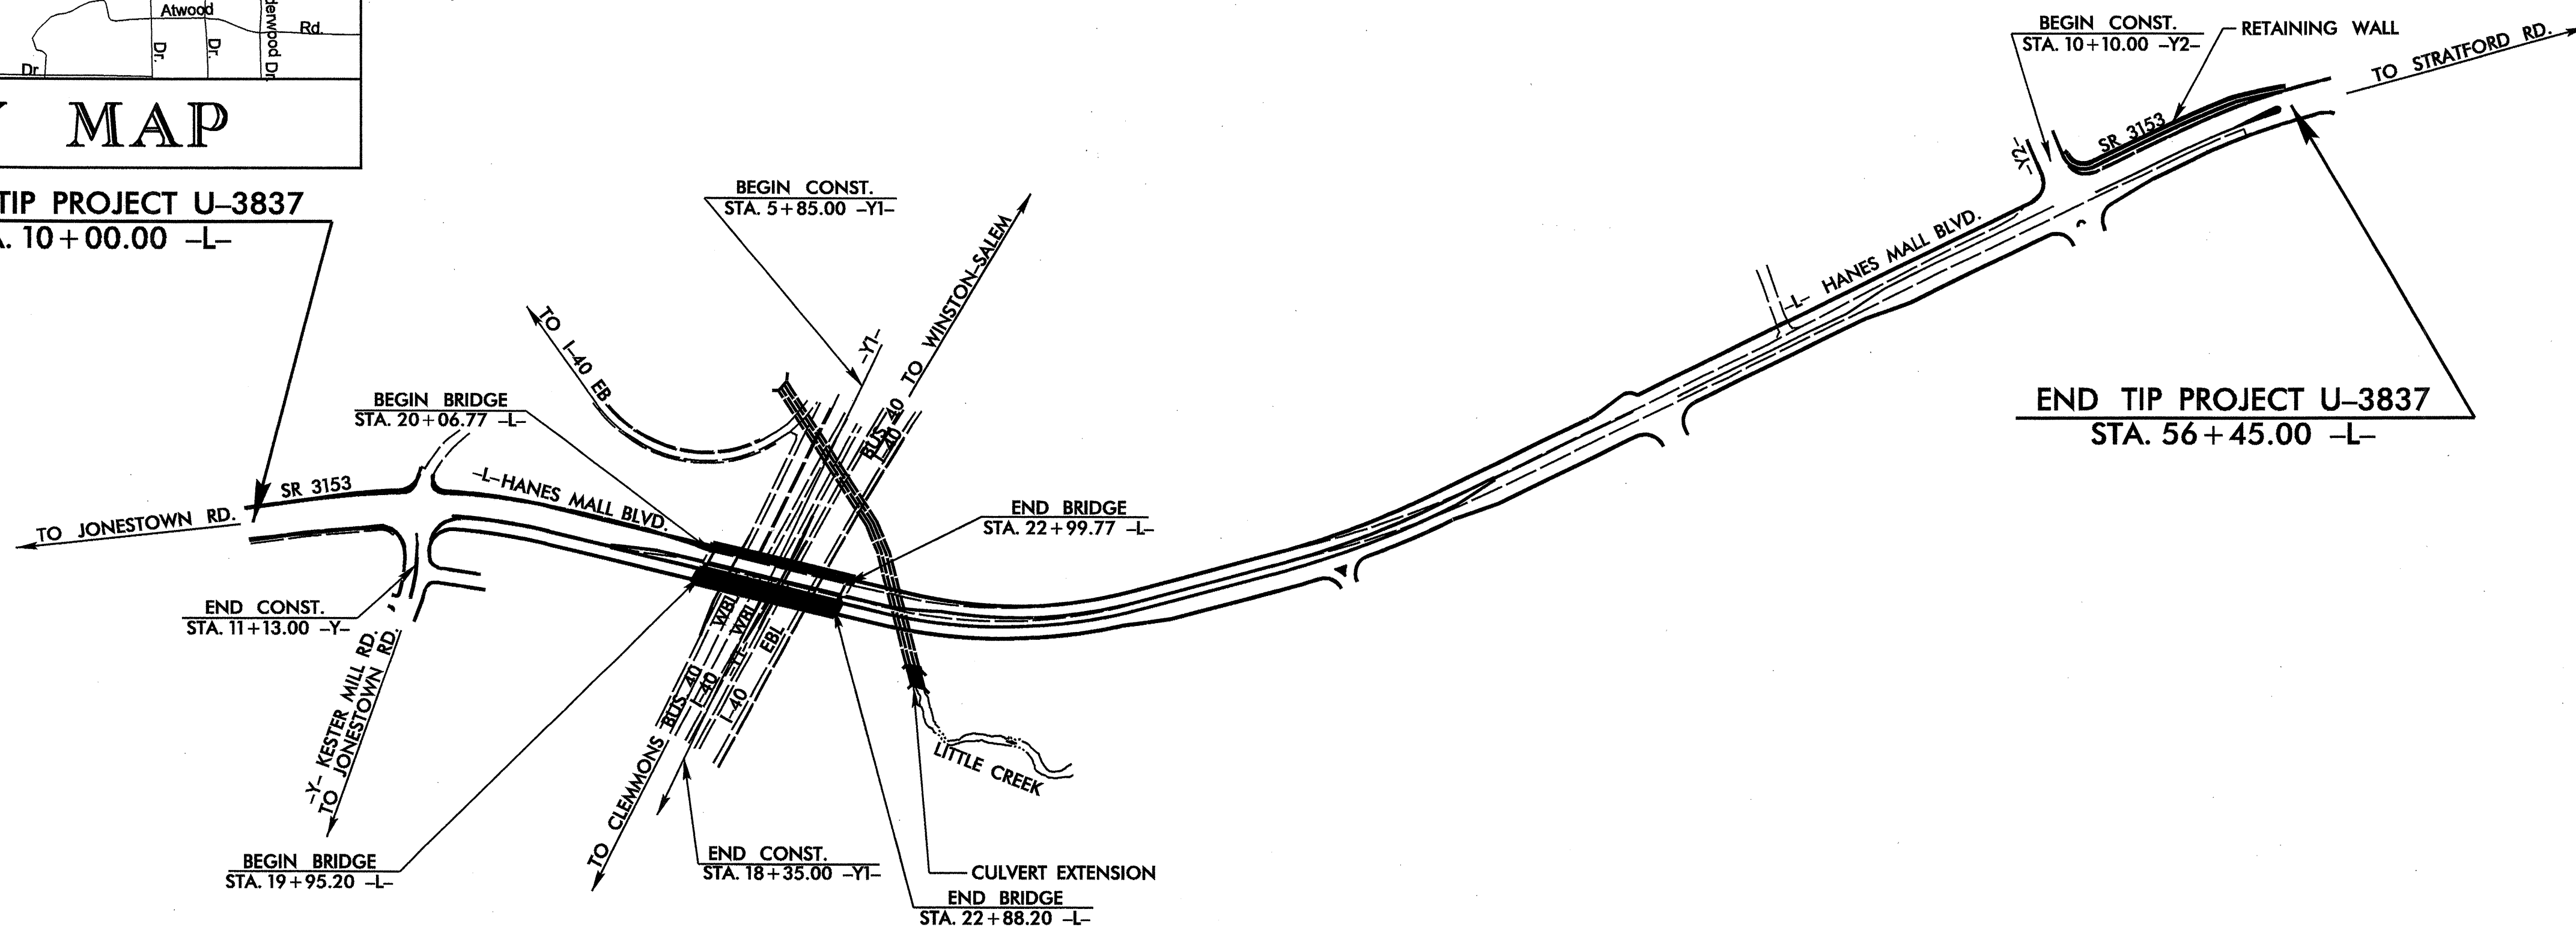 Atwood
Rd.
Dr.
Dr.
Dr.
Dr
MAP
TIP PROJECT U-3837
10+00.00 -L-
BEGIN CONST.
STA. 10+10.00 -Y2-
RETAINING WALL
TO STRATFORD RD.
SR 3153
-Y2-
BEGIN CONST.
STA. 5+85.00 -Y1-
TO WINSTON-SALEM
-Y1-
-L- HANES MALL BLVD.
TO I-40 EB
BUS 40
I-40
END TIP PROJECT U-3837
STA. 56+45.00 -L-
BEGIN BRIDGE
STA. 20+06.77 -L-
SR 3153
-L-HANES MALL BLVD.
TO JONESTOWN RD.
END BRIDGE
STA. 22+99.77 -L-
END CONST.
STA. 11+13.00 -Y-
WBL
WBL
EBL
-Y1-
BUS. 40
I-40
I-40
-Y- KESTER MILL RD.
TO JONESTOWN RD.
TO CLEMMONS
LITTLE CREEK
BEGIN BRIDGE
STA. 19+95.20 -L-
END CONST.
STA. 18+35.00 -Y1-
CULVERT EXTENSION
END BRIDGE
STA. 22+88.20 -L-